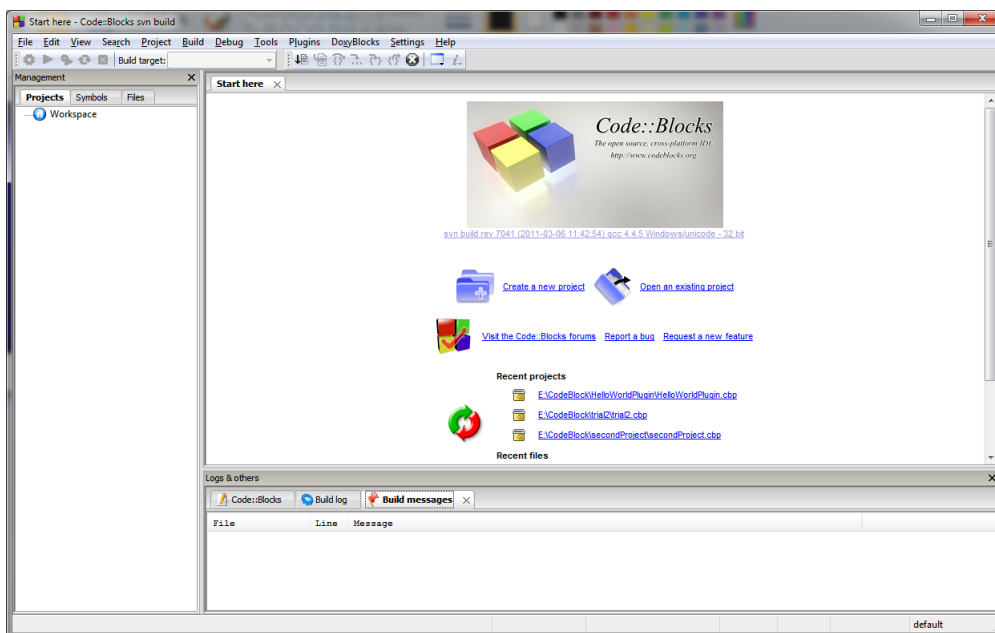 Start here - Code::Blocks svn build
File Edit View Search Project Build Debug Tools Plugins DoxyBlocks Settings Help
Build target:
Management
Start here
Projects Symbols Files
Workspace
Code::Blocks
The open source, cross-platform IDE
http://www.codeblocks.org
svn build rev 7041 (2011-03-06 11:42:54) gcc 4.4.5 Windows/unicode - 32 bit
Create a new project Open an existing project
Visit the Code::Blocks forums Report a bug Request a new feature
Recent projects
E:\CodeBlock\HelloWorldPlugin\HelloWorldPlugin.cbp
E:\CodeBlock\trial2\trial2.cbp
E:\CodeBlock\secondProject\secondProject.cbp
Recent files
Logs & others
Code::Blocks Build log Build messages
File Line Message
default